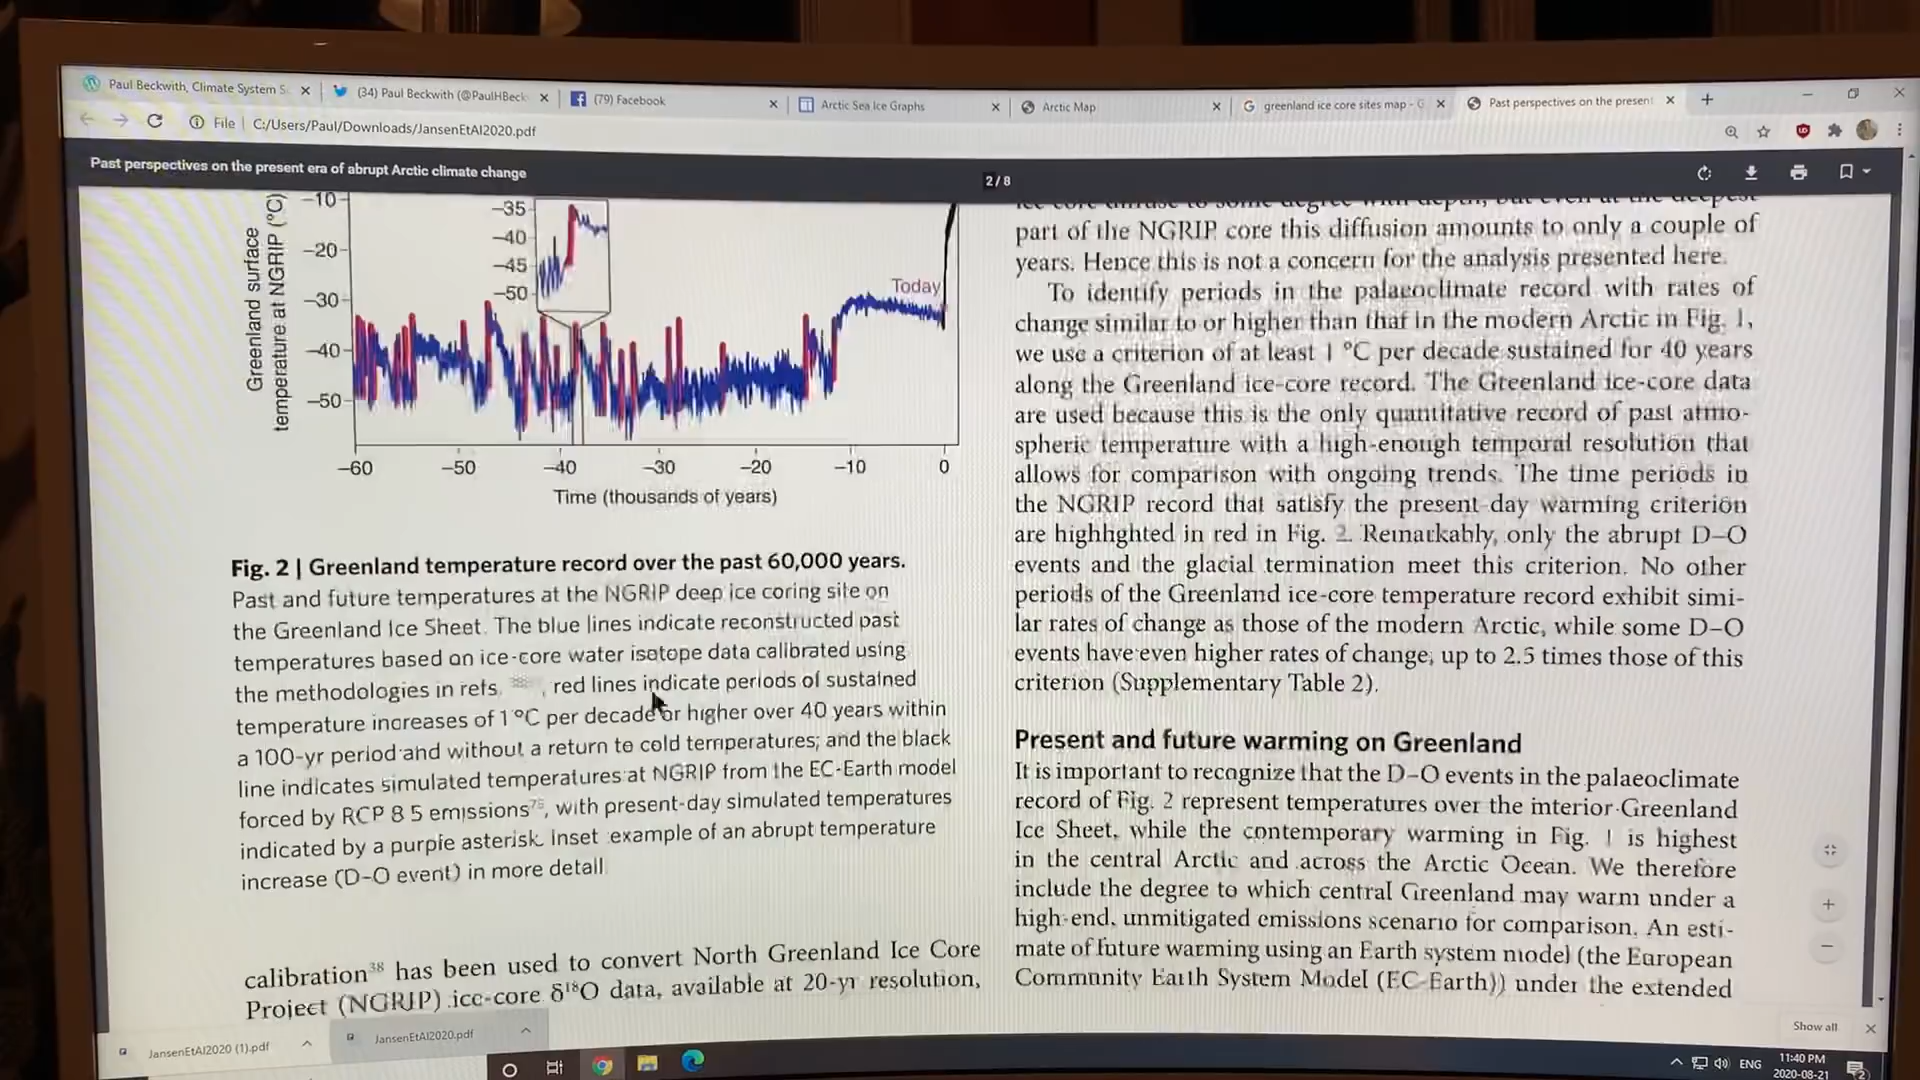 Paul Beckwith, Climate System S
(34) Paul Beckwith (@PaulHBeck
(79) Facebook
Arctic Sea Ice Graphs
Arctic Map
greenland ice core sites map - G
Past perspectives on the present
File | C:/Users/Paul/Downloads/JansenEtAl2020.pdf
Past perspectives on the present era of abrupt Arctic climate change
2 / 8
Greenland surface
temperature at NGRIP (°C)
−10
−20
−30
−40
−50
−35
−40
−45
−50
Today
−60
−50
−40
−30
−20
−10
0
Time (thousands of years)
Fig. 2 | Greenland temperature record over the past 60,000 years.
Past and future temperatures at the NGRIP deep ice coring site on
the Greenland Ice Sheet. The blue lines indicate reconstructed past
temperatures based on ice-core water isotope data calibrated using
the methodologies in refs. , red lines indicate periods of sustained
temperature increases of 1 °C per decade or higher over 40 years within
a 100-yr period and without a return to cold temperatures; and the black
line indicates simulated temperatures at NGRIP from the EC-Earth model
forced by RCP 8.5 emissions, with present-day simulated temperatures
indicated by a purple asterisk. Inset example of an abrupt temperature
increase (D–O event) in more detail
calibration³⁸ has been used to convert North Greenland Ice Core
Project (NGRIP) ice-core δ¹⁸O data, available at 20-yr resolution,
ice core diffuse to some degree with depth, but even at the deepest
part of the NGRIP core this diffusion amounts to only a couple of
years. Hence this is not a concern for the analysis presented here.
To identify periods in the palaeoclimate record with rates of
change similar to or higher than that in the modern Arctic in Fig. 1,
we use a criterion of at least 1 °C per decade sustained for 40 years
along the Greenland ice-core record. The Greenland ice-core data
are used because this is the only quantitative record of past atmo-
spheric temperature with a high-enough temporal resolution that
allows for comparison with ongoing trends. The time periods in
the NGRIP record that satisfy the present-day warming criterion
are highlighted in red in Fig. 2. Remarkably, only the abrupt D–O
events and the glacial termination meet this criterion. No other
periods of the Greenland ice-core temperature record exhibit simi-
lar rates of change as those of the modern Arctic, while some D–O
events have even higher rates of change, up to 2.5 times those of this
criterion (Supplementary Table 2).
Present and future warming on Greenland
It is important to recognize that the D–O events in the palaeoclimate
record of Fig. 2 represent temperatures over the interior Greenland
Ice Sheet, while the contemporary warming in Fig. 1 is highest
in the central Arctic and across the Arctic Ocean. We therefore
include the degree to which central Greenland may warm under a
high-end, unmitigated emissions scenario for comparison. An esti-
mate of future warming using an Earth system model (the European
Community Earth System Model (EC-Earth)) under the extended
JansenEtAl2020 (1).pdf
JansenEtAl2020.pdf
Show all
ENG
11:40 PM
2020-08-21